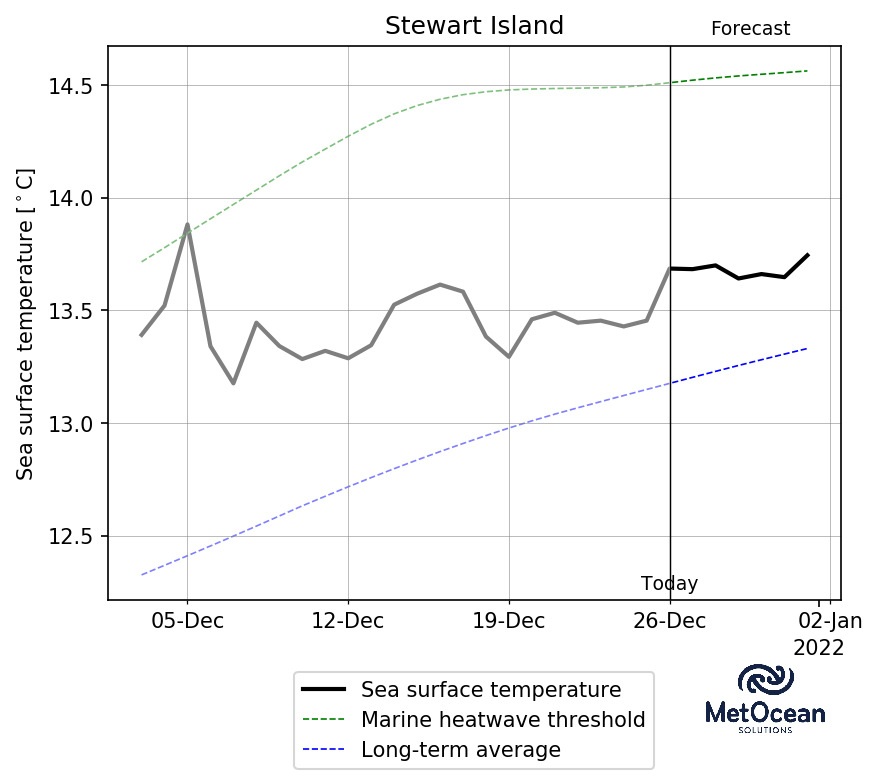 Stewart Island
Forecast
14.5
14.0
13.5
13.0
12.5
Sea surface temperature [°C]
Today
05-Dec
12-Dec
19-Dec
26-Dec
02-Jan
2022
Sea surface temperature
Marine heatwave threshold
Long-term average
MetOcean
SOLUTIONS